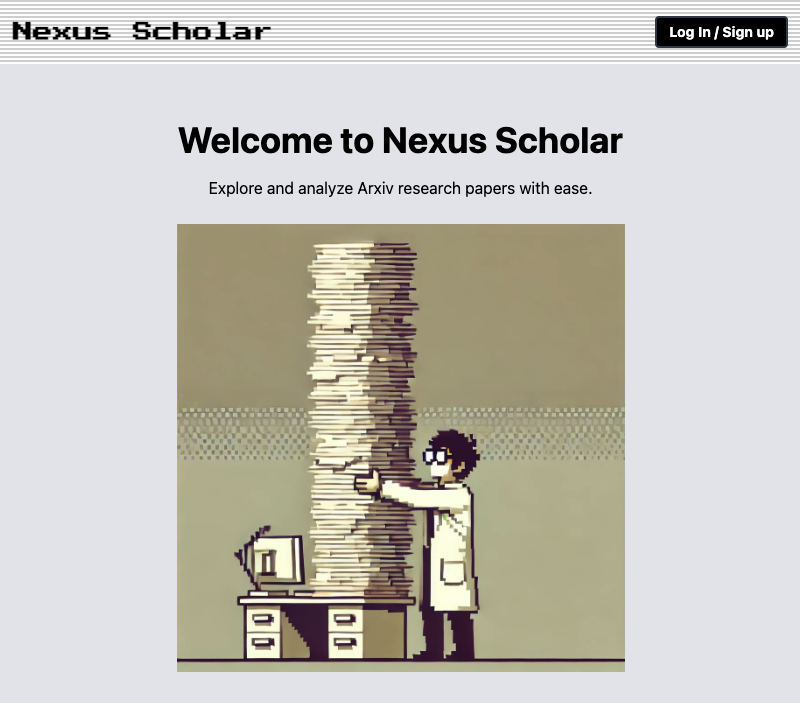 Nexus Scholar
Log In / Sign up
Welcome to Nexus Scholar
Explore and analyze Arxiv research papers with ease.